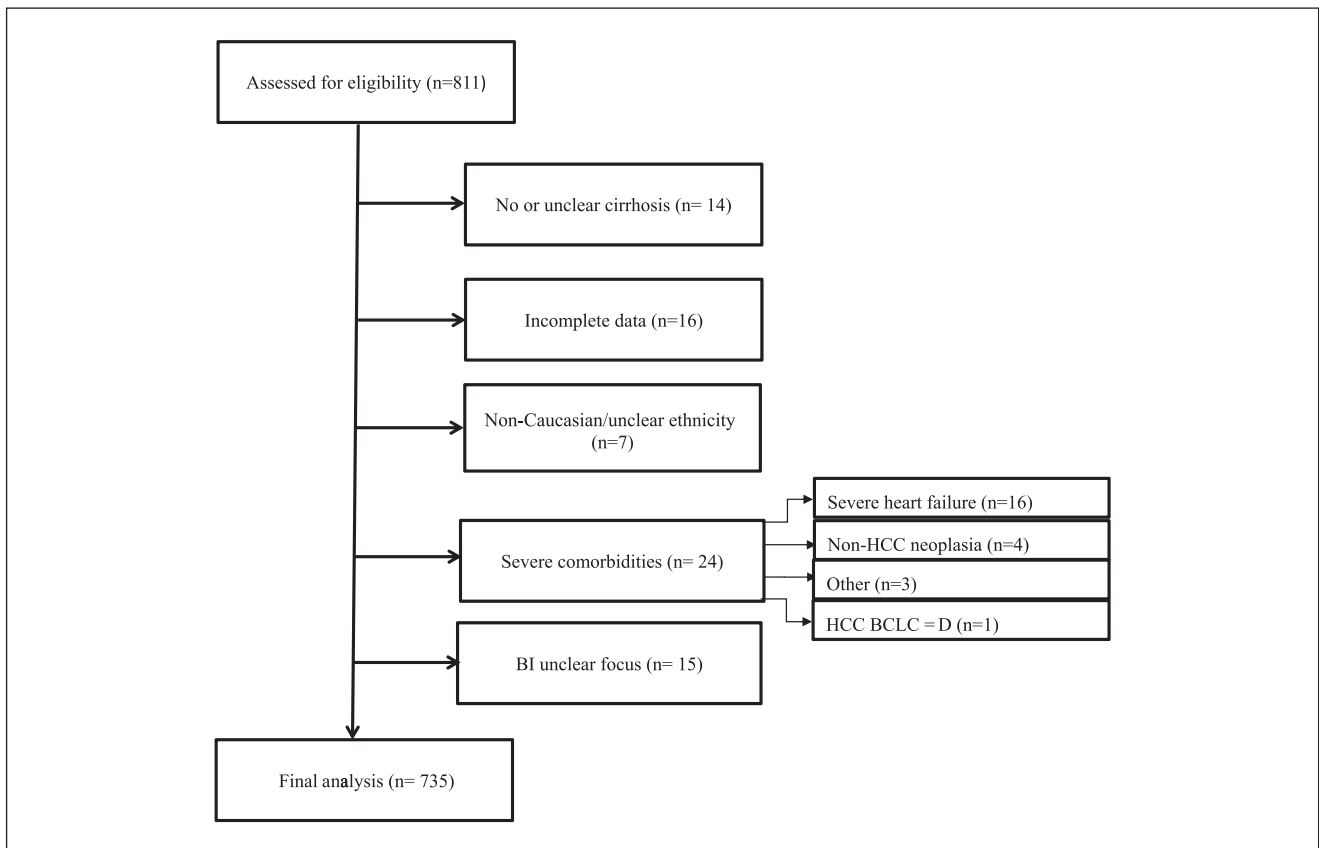 Assessed for eligibility (n=811)
No or unclear cirrhosis (n= 14)
Incomplete data (n=16)
Non-Caucasian/unclear ethnicity
(n=7)
Severe comorbidities (n= 24)
Severe heart failure (n=16)
Non-HCC neoplasia (n=4)
Other (n=3)
HCC BCLC = D (n=1)
BI unclear focus (n= 15)
Final analysis (n= 735)